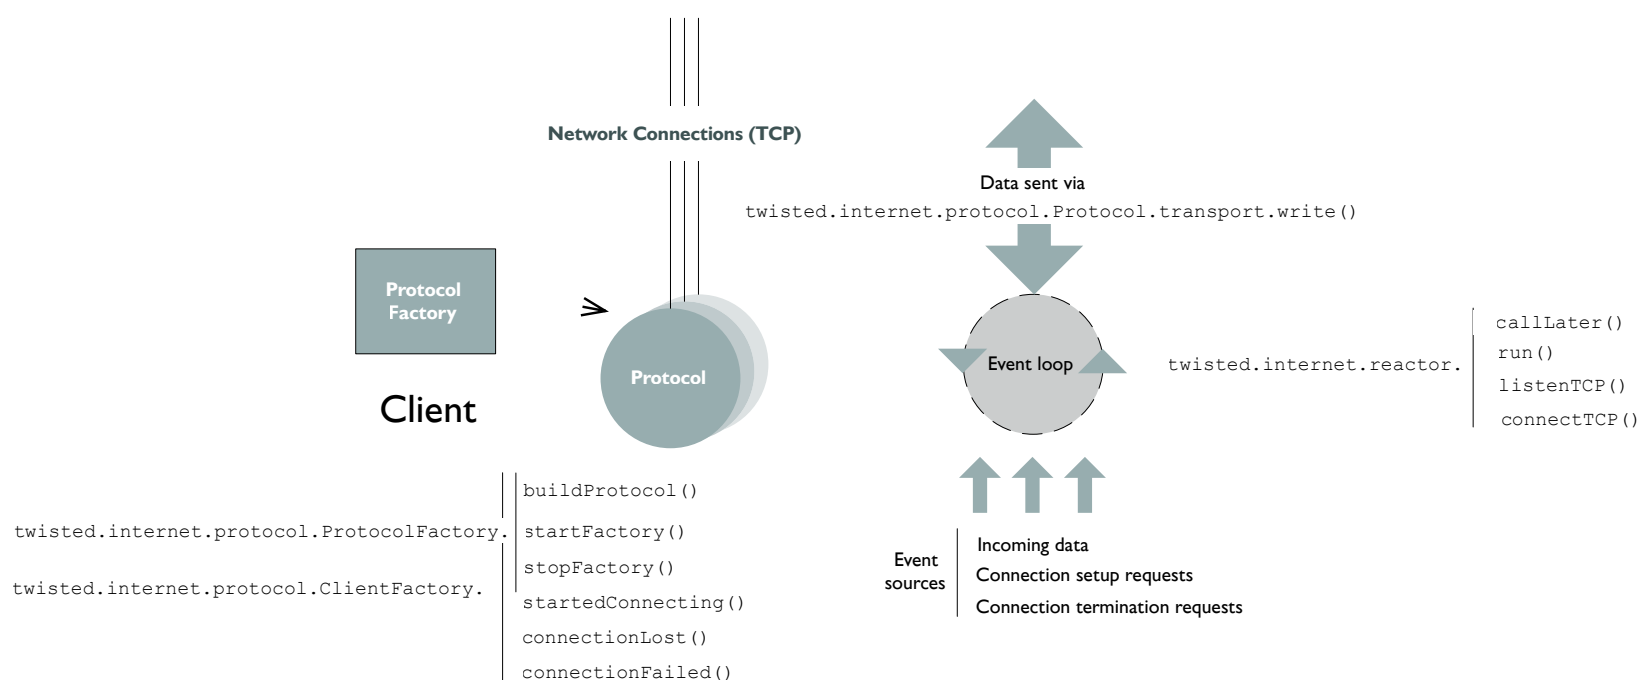 Network Connections (TCP)
Data sent via
twisted.internet.protocol.Protocol.transport.write()
Protocol
Factory
Protocol
Client
Event loop
twisted.internet.reactor.
callLater()
run()
listenTCP()
connectTCP()
buildProtocol()
twisted.internet.protocol.ProtocolFactory.
startFactory()
stopFactory()
twisted.internet.protocol.ClientFactory.
startedConnecting()
connectionLost()
connectionFailed()
Event
sources
Incoming data
Connection setup requests
Connection termination requests